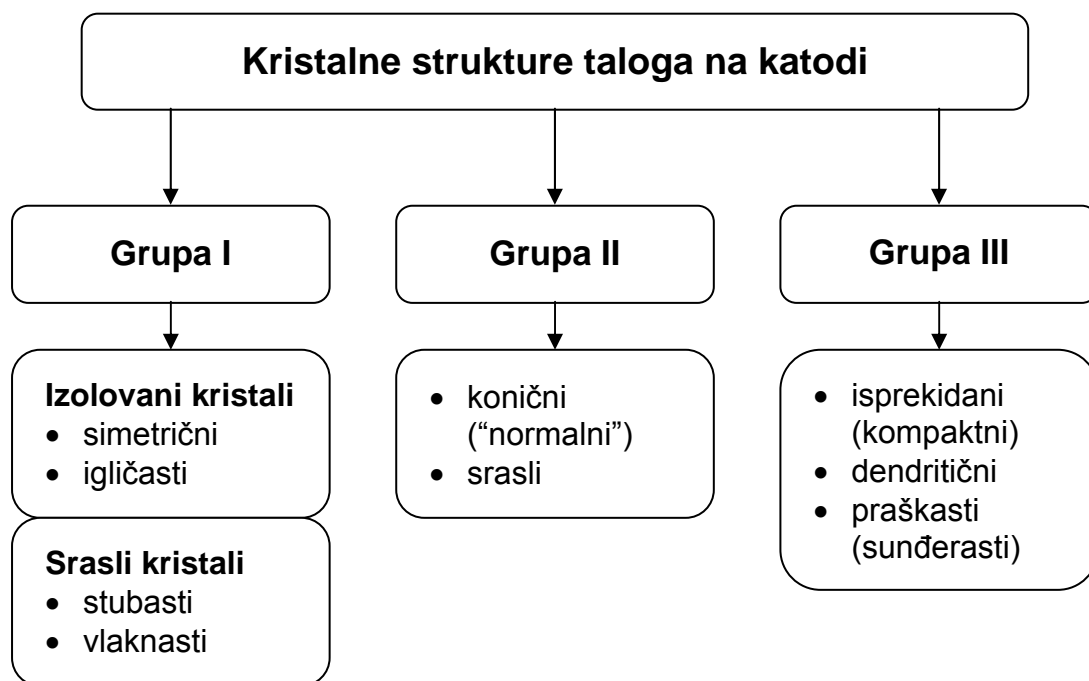 Kristalne strukture taloga na katodi
Grupa I
Grupa II
Grupa III
Izolovani kristali
• simetrični
• igličasti
Srasli kristali
• stubasti
• vlaknasti
• konični
(“normalni”)
• srasli
• isprekidani
(kompaktni)
• dendritični
• praškasti
(sunđerasti)